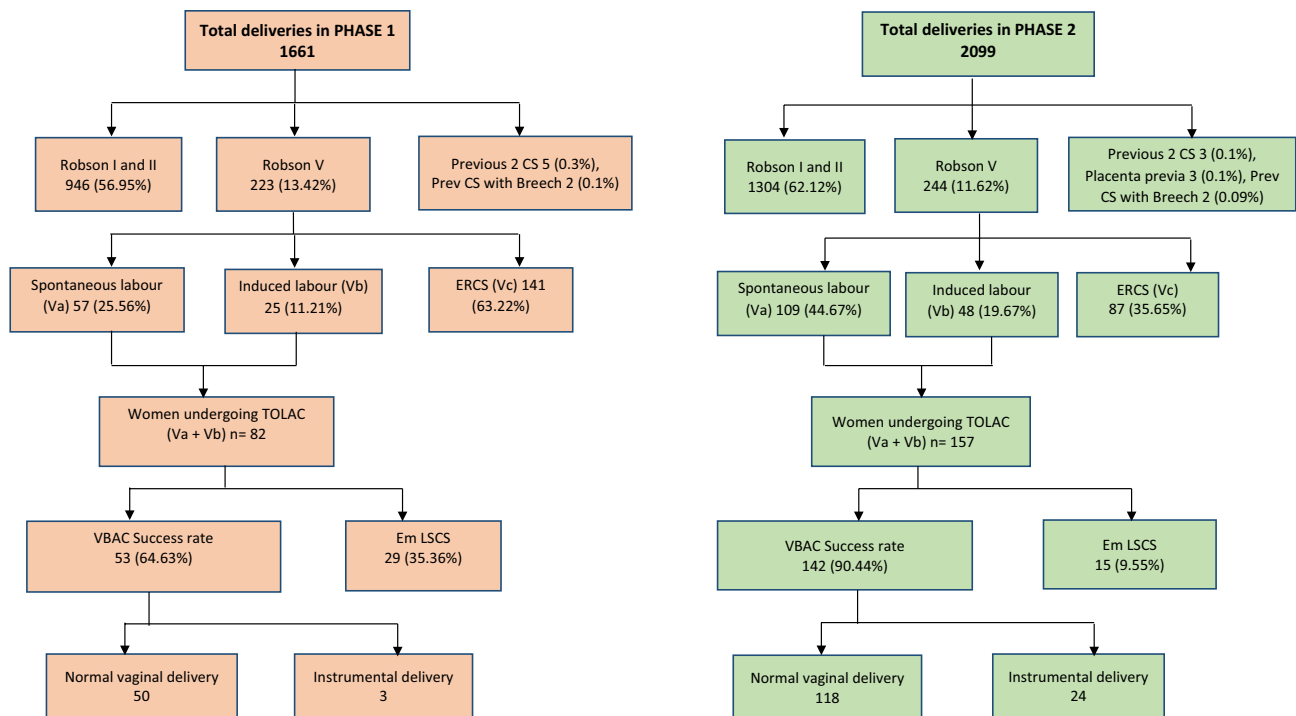 Total deliveries in PHASE 1
1661
Robson I and II
946 (56.95%)
Robson V
223 (13.42%)
Previous 2 CS 5 (0.3%),
Prev CS with Breech 2 (0.1%)
Spontaneous labour
(Va) 57 (25.56%)
Induced labour (Vb)
25 (11.21%)
ERCS (Vc) 141
(63.22%)
Women undergoing TOLAC
(Va + Vb) n= 82
VBAC Success rate
53 (64.63%)
Em LSCS
29 (35.36%)
Normal vaginal delivery
50
Instrumental delivery
3
Total deliveries in PHASE 2
2099
Robson I and II
1304 (62.12%)
Robson V
244 (11.62%)
Previous 2 CS 3 (0.1%),
Placenta previa 3 (0.1%), Prev
CS with Breech 2 (0.09%)
Spontaneous labour
(Va) 109 (44.67%)
Induced labour
(Vb) 48 (19.67%)
ERCS (Vc)
87 (35.65%)
Women undergoing TOLAC
(Va + Vb) n= 157
VBAC Success rate
142 (90.44%)
Em LSCS
15 (9.55%)
Normal vaginal delivery
118
Instrumental delivery
24